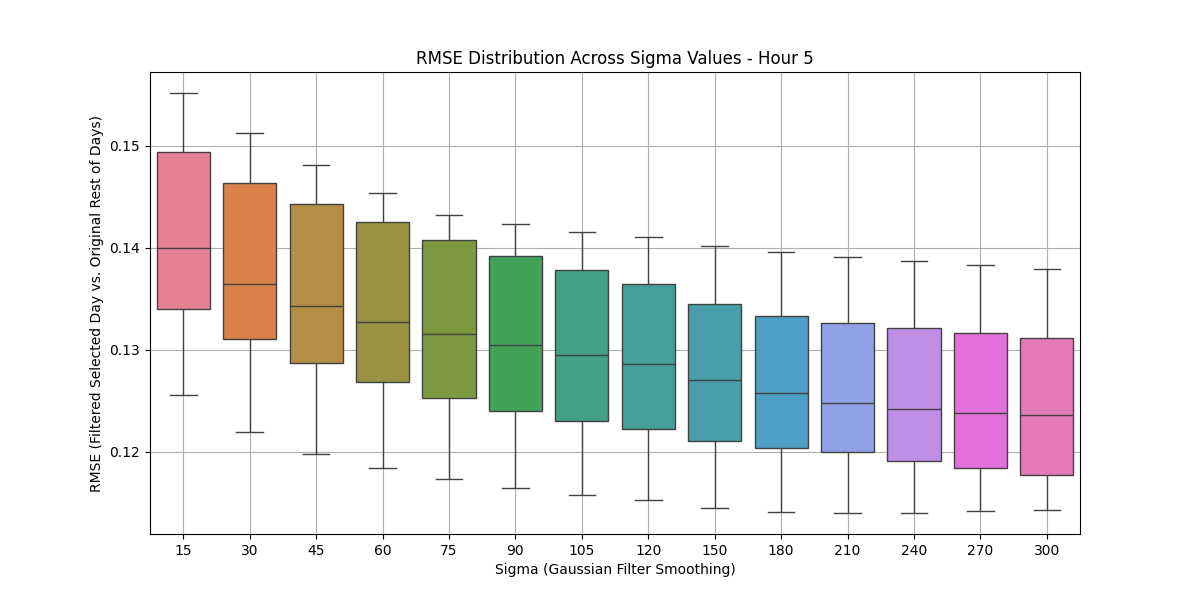 RMSE Distribution Across Sigma Values - Hour 5
RMSE (Filtered Selected Day vs. Original Rest of Days)
0.15
0.14
0.13
0.12
15 30 45 60 75 90 105 120 150 180 210 240 270 300
Sigma (Gaussian Filter Smoothing)